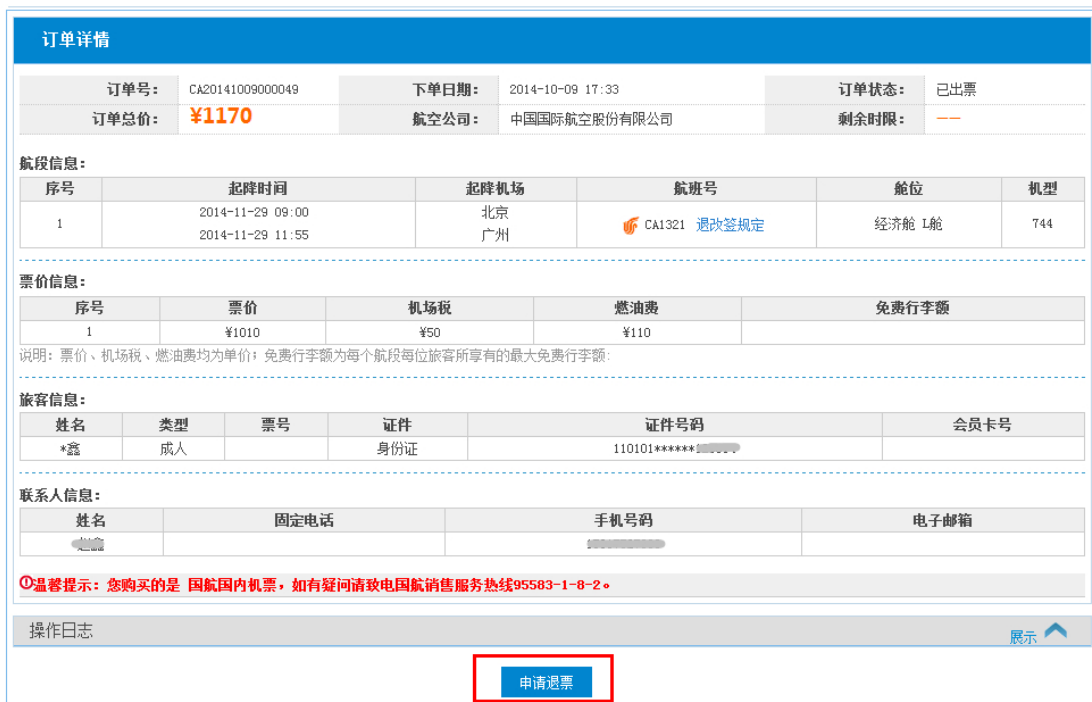 订单详情
订单号： CA20141009000049 下单日期： 2014-10-09 17:33 订单状态： 已出票
订单总价： ¥1170 航空公司： 中国国际航空股份有限公司 剩余时限： ——
航段信息：
序号 起降时间 起降机场 航班号 舱位 机型
1 2014-11-29 09:00 北京 CA1321 退改签规定 经济舱 L舱 744
2014-11-29 11:55 广州
票价信息：
序号 票价 机场税 燃油费 免费行李额
1 ¥1010 ¥50 ¥110
说明：票价、机场税、燃油费均为单价；免费行李额为每个航段每位旅客所享有的最大免费行李额：
旅客信息：
姓名 类型 票号 证件 证件号码 会员卡号
*鑫 成人 身份证 110101******
联系人信息：
姓名 固定电话 手机号码 电子邮箱
温馨提示：您购买的是 国航国内机票，如有疑问请致电国航销售服务热线95583-1-8-2。
操作日志 展示
申请退票